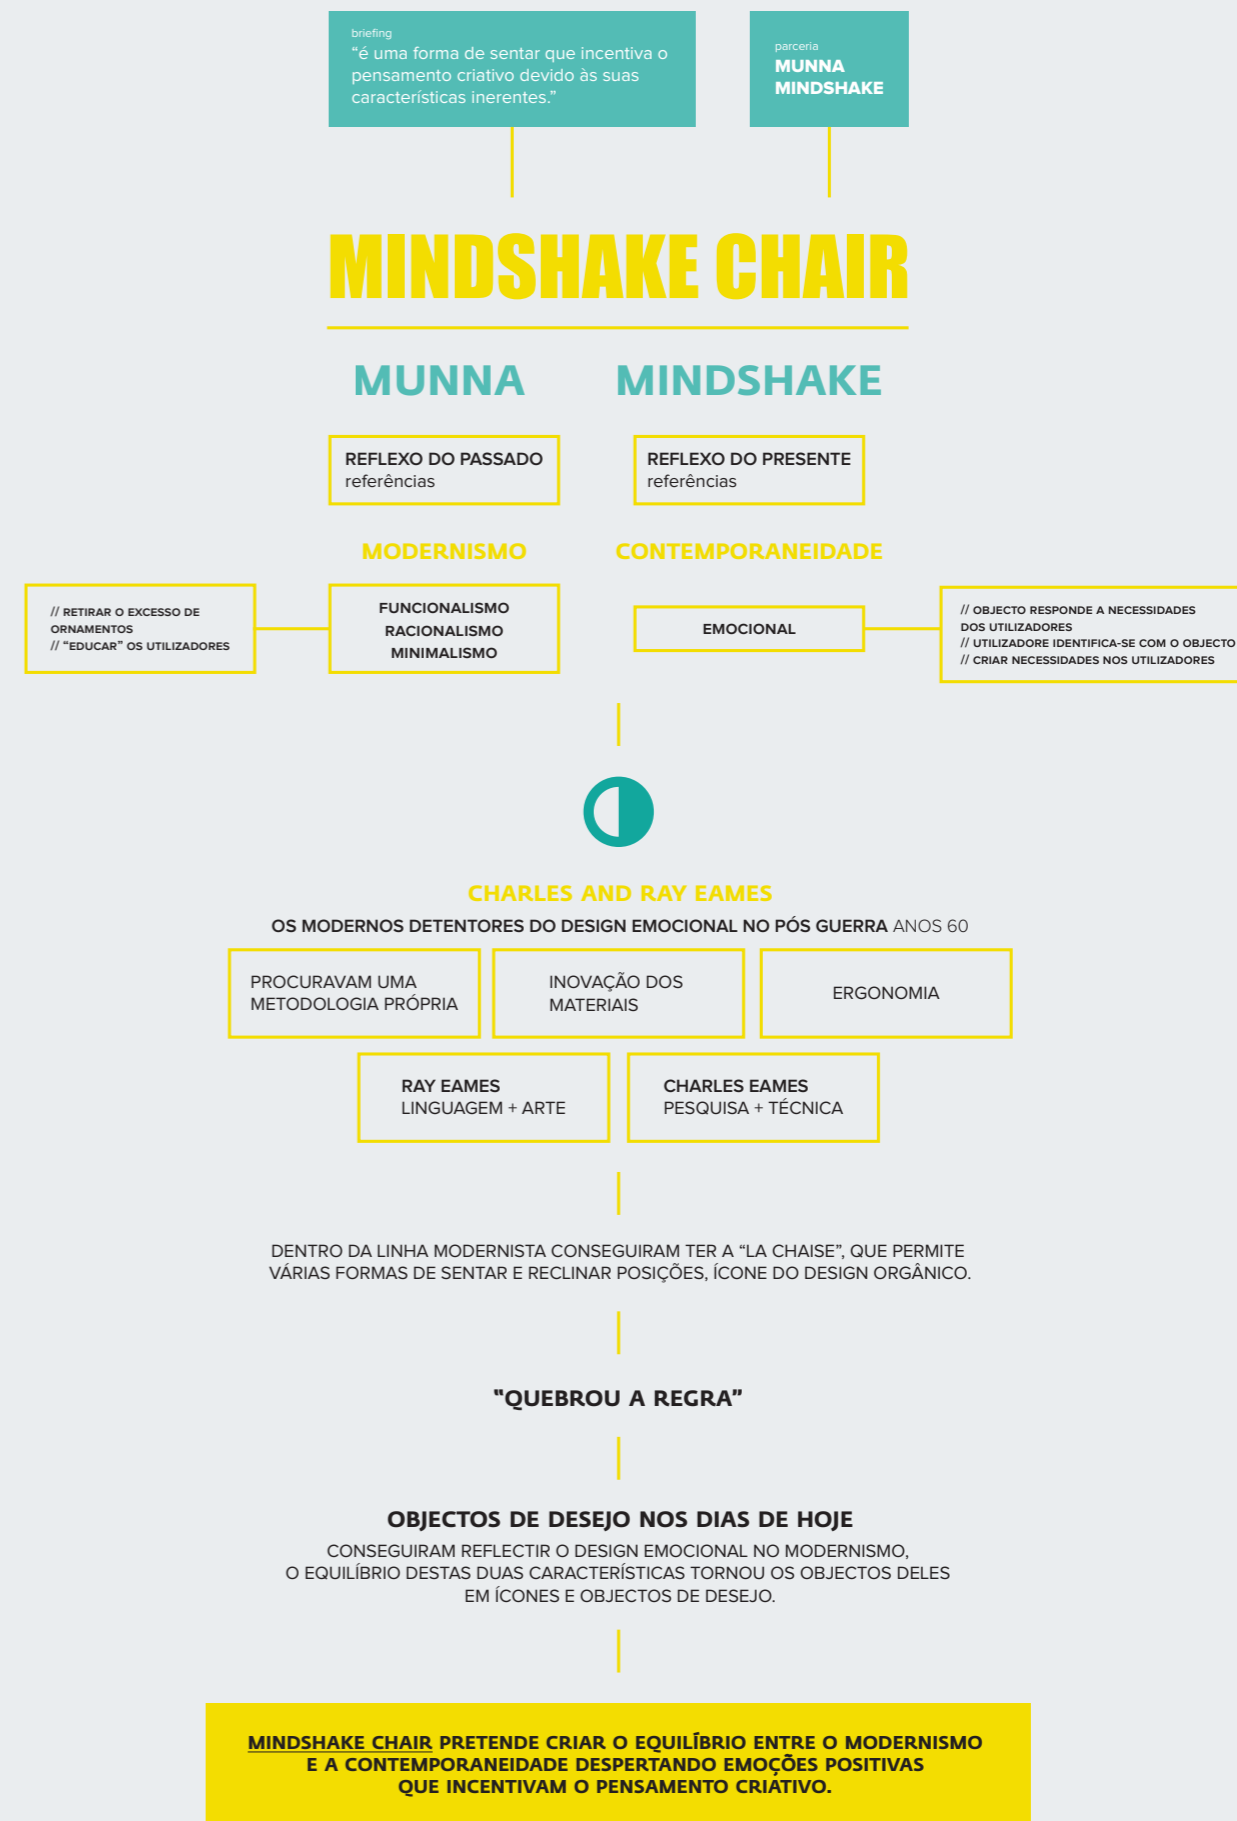 briefing
“é uma forma de sentar que incentiva o
pensamento criativo devido às suas
características inerentes.”
parceria
MUNNA
MINDSHAKE
MINDSHAKE CHAIR
MUNNA
MINDSHAKE
REFLEXO DO PASSADO
referências
REFLEXO DO PRESENTE
referências
MODERNISMO
CONTEMPORANEIDADE
// RETIRAR O EXCESSO DE
ORNAMENTOS
// “EDUCAR” OS UTILIZADORES
FUNCIONALISMO
RACIONALISMO
MINIMALISMO
EMOCIONAL
// OBJECTO RESPONDE A NECESSIDADES
DOS UTILIZADORES
// UTILIZADORE IDENTIFICA-SE COM O OBJECTO
// CRIAR NECESSIDADES NOS UTILIZADORES
CHARLES AND RAY EAMES
OS MODERNOS DETENTORES DO DESIGN EMOCIONAL NO PÓS GUERRA ANOS 60
PROCURAVAM UMA
METODOLOGIA PRÓPRIA
INOVAÇÃO DOS
MATERIAIS
ERGONOMIA
RAY EAMES
LINGUAGEM + ARTE
CHARLES EAMES
PESQUISA + TÉCNICA
DENTRO DA LINHA MODERNISTA CONSEGUIRAM TER A “LA CHAISE”, QUE PERMITE
VÁRIAS FORMAS DE SENTAR E RECLINAR POSIÇÕES, ÍCONE DO DESIGN ORGÂNICO.
“QUEBROU A REGRA”
OBJECTOS DE DESEJO NOS DIAS DE HOJE
CONSEGUIRAM REFLECTIR O DESIGN EMOCIONAL NO MODERNISMO,
O EQUILÍBRIO DESTAS DUAS CARACTERÍSTICAS TORNOU OS OBJECTOS DELES
EM ÍCONES E OBJECTOS DE DESEJO.
MINDSHAKE CHAIR PRETENDE CRIAR O EQUILÍBRIO ENTRE O MODERNISMO
E A CONTEMPORANEIDADE DESPERTANDO EMOÇÕES POSITIVAS
QUE INCENTIVAM O PENSAMENTO CRIATIVO.